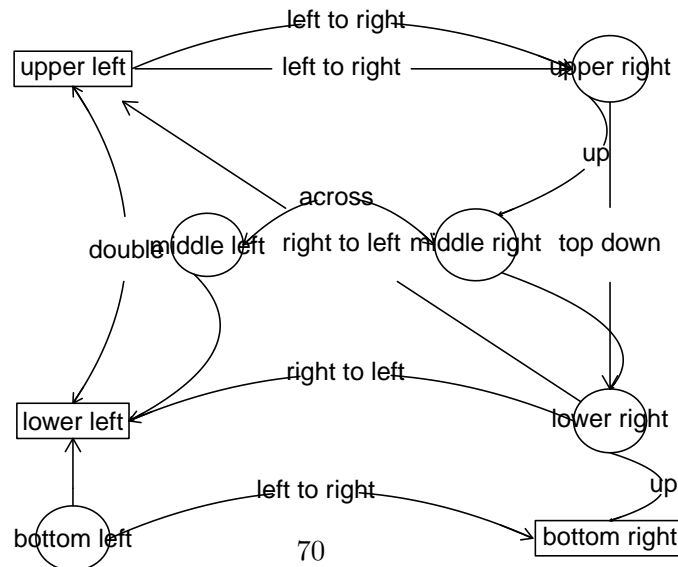 left to right
upper left
left to right
upper right
up
across
double
middle left
right to left
middle right
top down
right to left
lower left
lower right
left to right
up
bottom left
bottom right
70